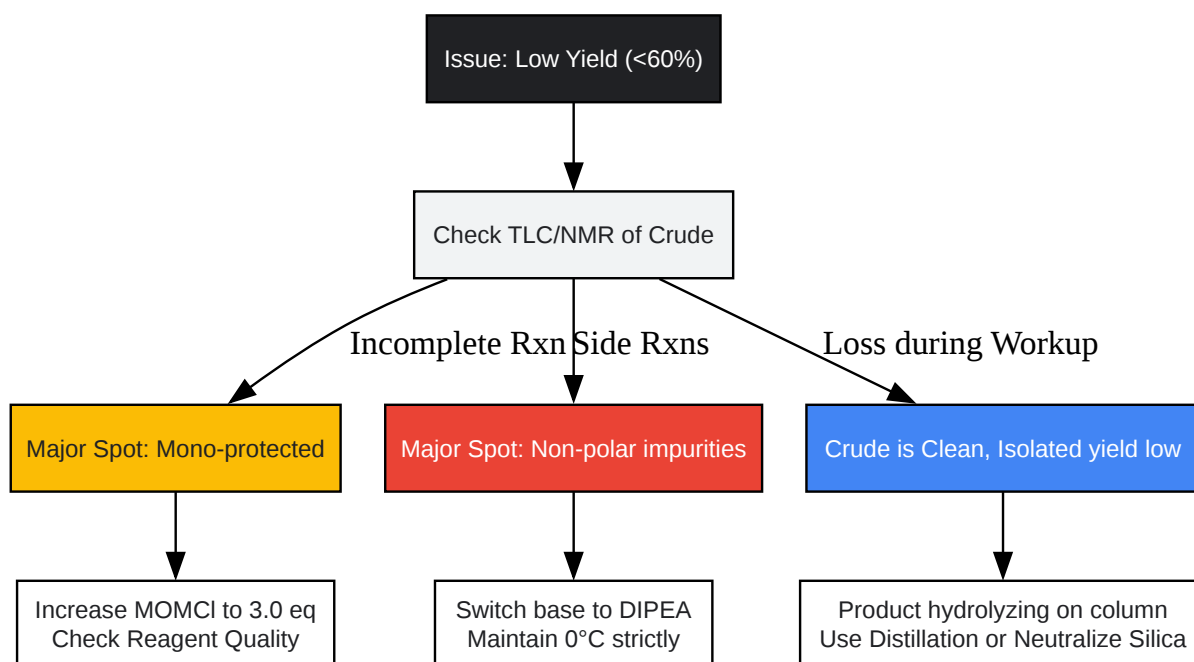 Issue: Low Yield (<60%)
Check TLC/NMR of Crude
Incomplete Rxn
Side Rxns
Loss during Workup
Major Spot: Mono-protected
Major Spot: Non-polar impurities
Crude is Clean, Isolated yield low
Increase MOMCl to 3.0 eq
Check Reagent Quality
Switch base to DIPEA
Maintain 0°C strictly
Product hydrolyzing on column
Use Distillation or Neutralize Silica